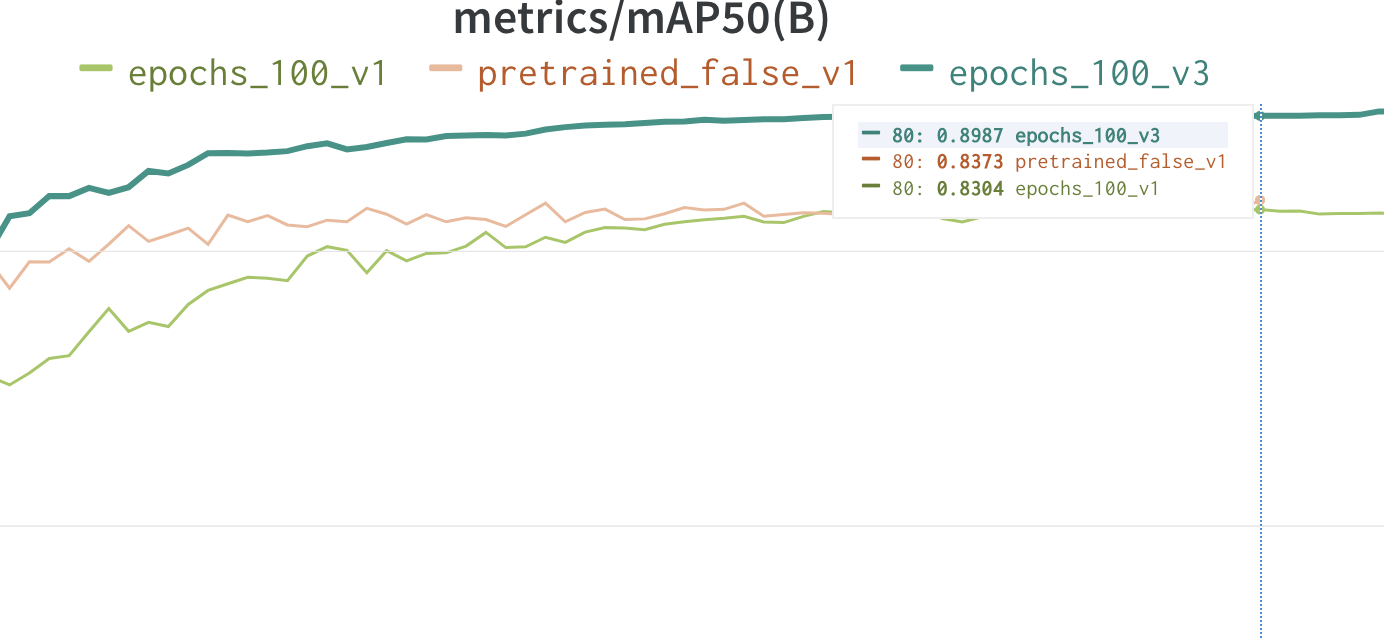 metrics/mAP50(B)
epochs_100_v1 pretrained_false_v1 epochs_100_v3
80: 0.8987 epochs_100_v3
80: 0.8373 pretrained_false_v1
80: 0.8304 epochs_100_v1